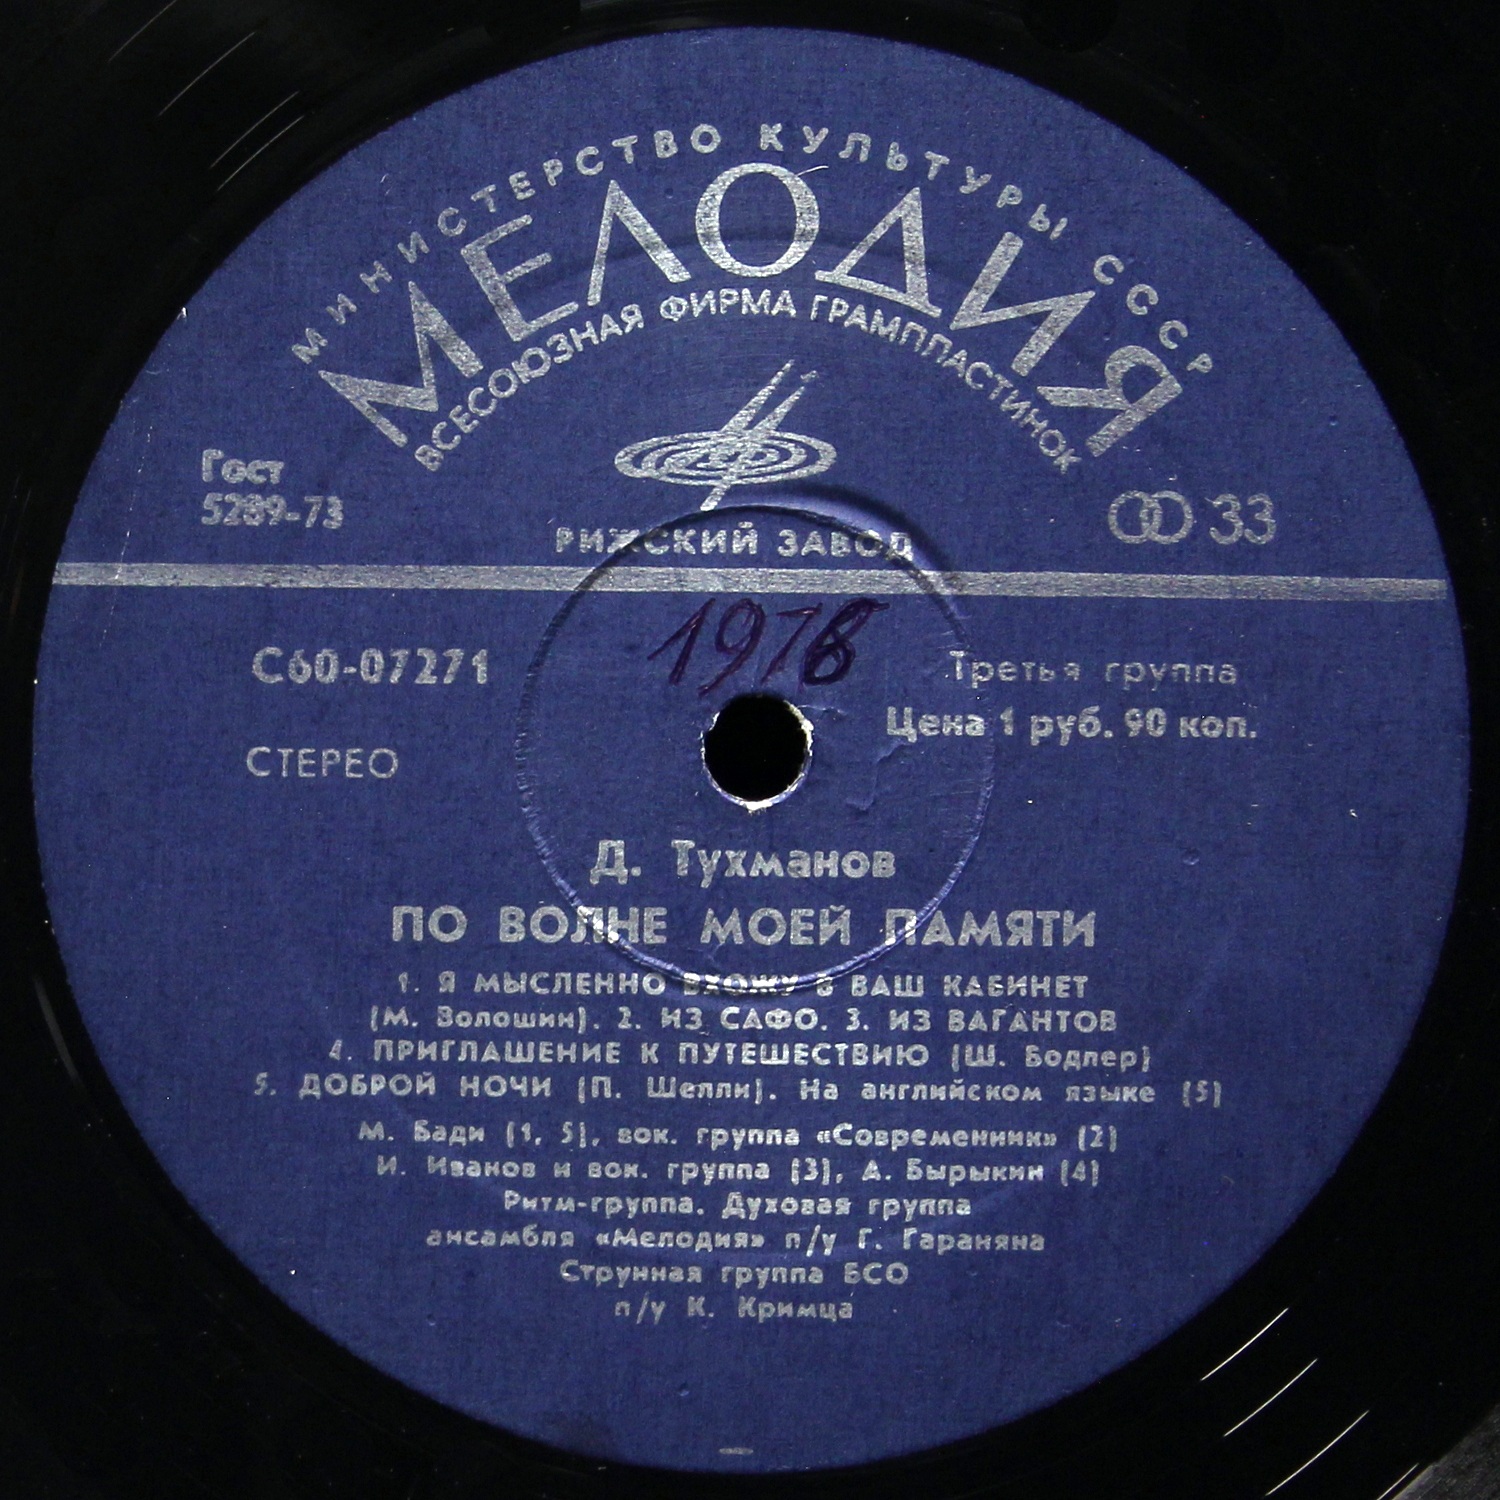 МИНИСТЕРСТВО КУЛЬТУРЫ СССР
МЕЛОДИЯ
ВСЕСОЮЗНАЯ ФИРМА ГРАМПЛАСТИНОК
Гост
5289-73
33
РИЖСКИЙ ЗАВОД
1976
С60-07271
Третья группа
Цена 1 руб. 90 коп.
СТЕРЕО
Д. Тухманов
ПО ВОЛНЕ МОЕЙ ПАМЯТИ
1. Я МЫСЛЕННО ВХОЖУ В ВАШ КАБИНЕТ
(М. Волошин). 2. ИЗ САФО. 3. ИЗ ВАГАНТОВ
4. ПРИГЛАШЕНИЕ К ПУТЕШЕСТВИЮ (Ш. Бодлер)
5. ДОБРОЙ НОЧИ (П. Шелли). На английском языке (5)
М. Бади (1, 5), вок. группа «Современник» (2)
И. Иванов и вок. группа (3), А. Бырыкин (4)
Ритм-группа. Духовая группа
ансамбля «Мелодия» п/у Г. Гараняна
Струнная группа БСО
п/у К. Кримца